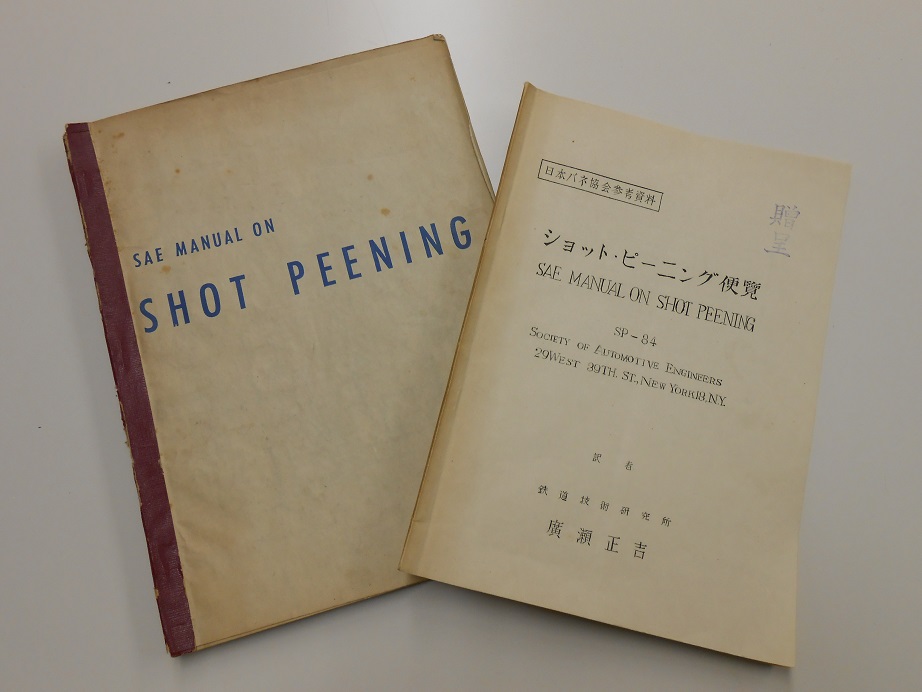 SAE MANUAL ON
SHOT PEENING
日本バネ協会参考資料
贈呈
ショット・ピーニング便覧
SAE MANUAL ON SHOT PEENING
SP-84
SOCIETY OF AUTOMOTIVE ENGINEERS
29 WEST 39TH. ST., NEW YORK 18, N.Y.
訳者
鉄道技術研究所
廣瀬正吉